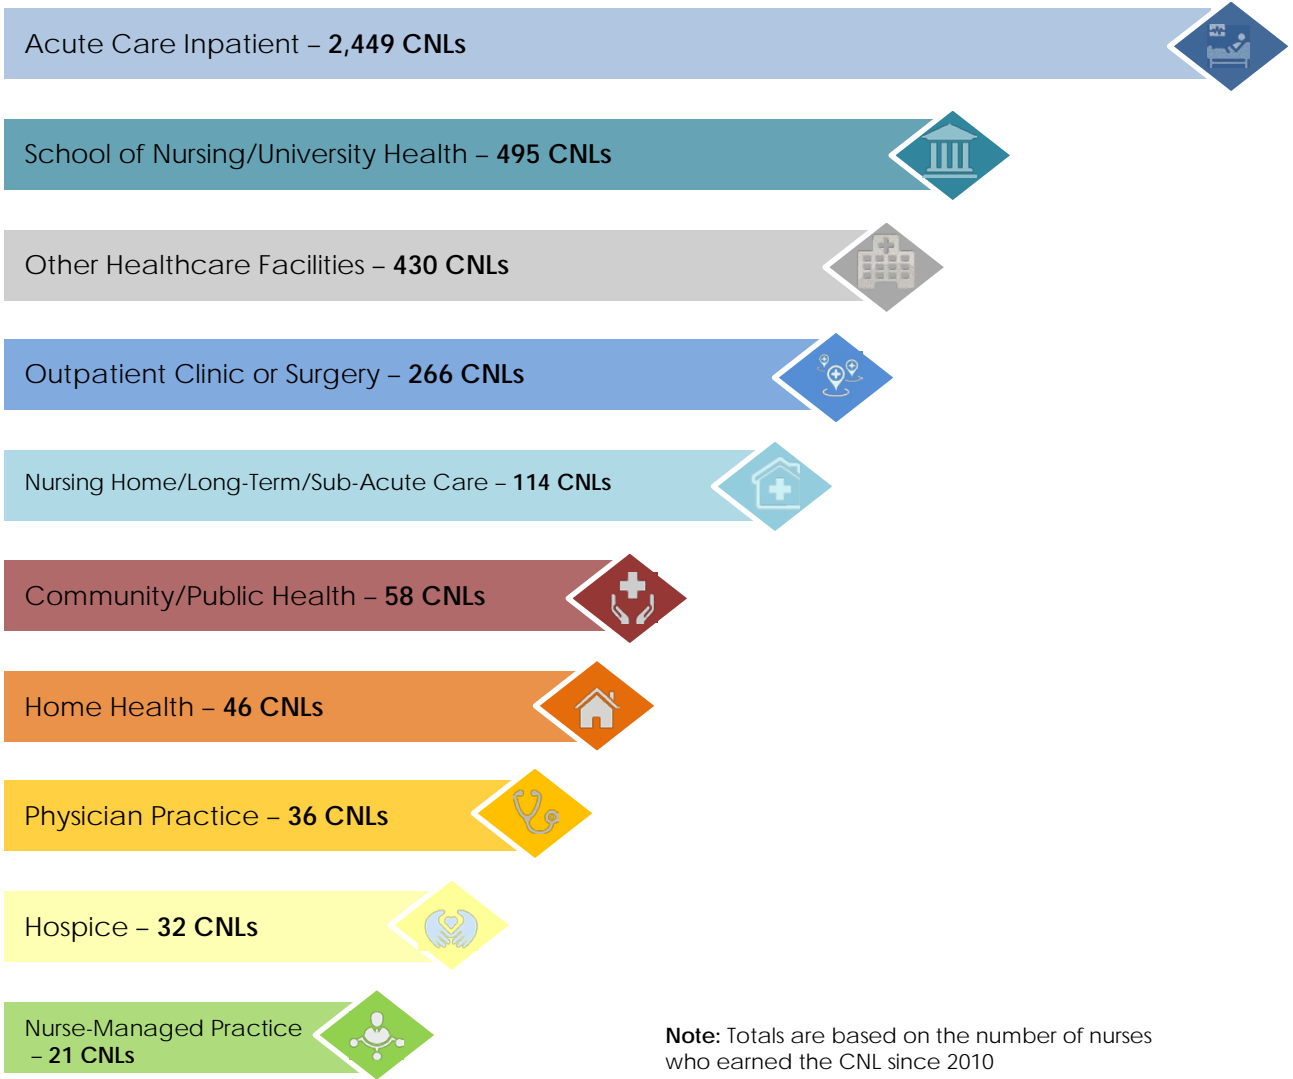 Acute Care Inpatient – 2,449 CNLs
School of Nursing/University Health – 495 CNLs
Other Healthcare Facilities – 430 CNLs
Outpatient Clinic or Surgery – 266 CNLs
Nursing Home/Long-Term/Sub-Acute Care – 114 CNLs
Community/Public Health – 58 CNLs
Home Health – 46 CNLs
Physician Practice – 36 CNLs
Hospice – 32 CNLs
Nurse-Managed Practice
– 21 CNLs
Note: Totals are based on the number of nurses
who earned the CNL since 2010